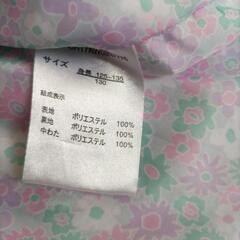 サイズ
身長 125-135
130
組成表示
表地 ポリエステル 100%
裏地 ポリエステル 100%
中わた ポリエステル 100%